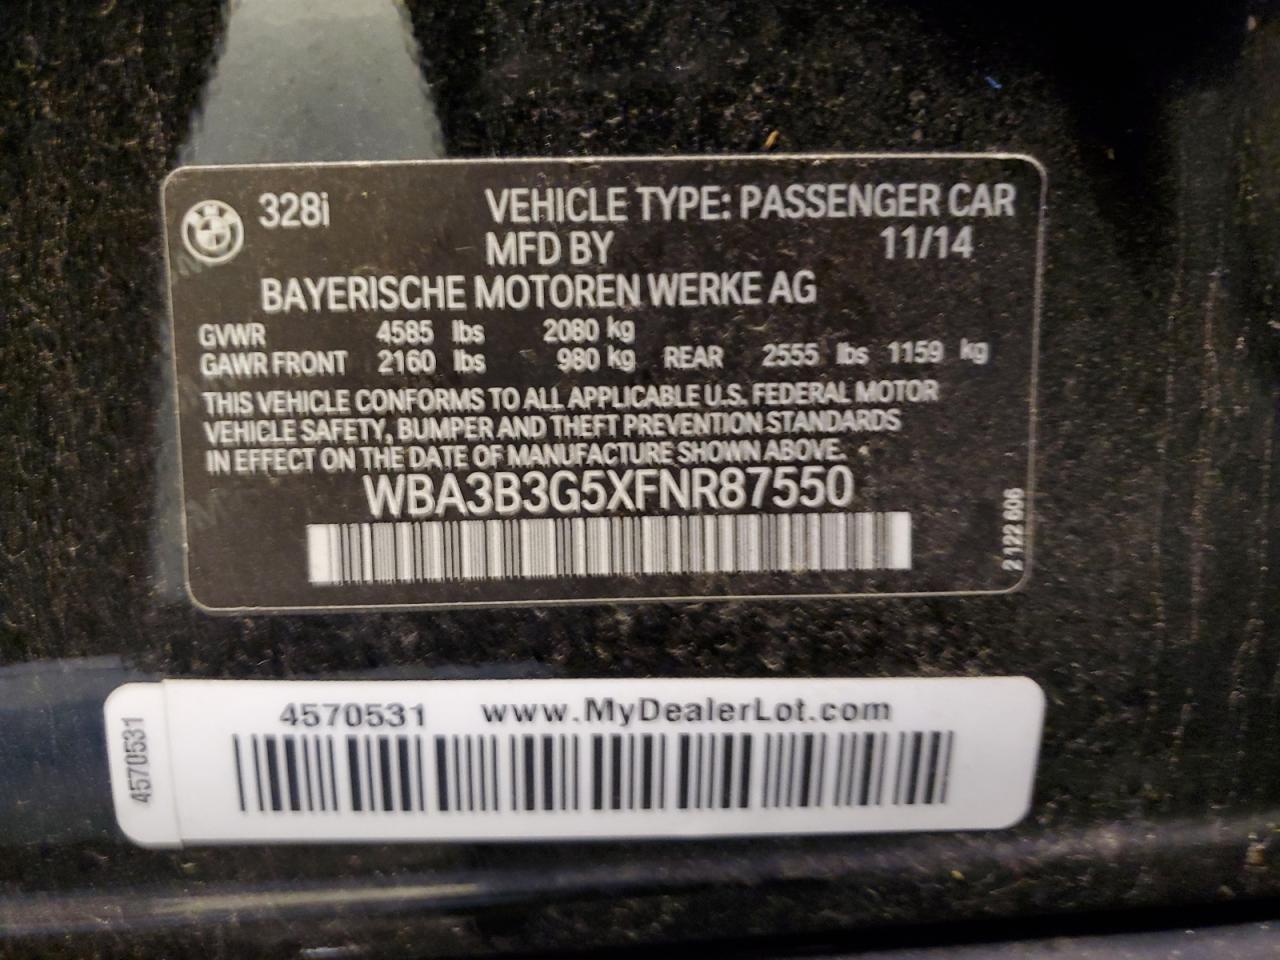 328i VEHICLE TYPE: PASSENGER CAR
MFD BY 11/14
BAYERISCHE MOTOREN WERKE AG
GVWR 4585 lbs 2080 kg
GAWR FRONT 2160 lbs 980 kg REAR 2555 lbs 1159 kg
THIS VEHICLE CONFORMS TO ALL APPLICABLE U.S. FEDERAL MOTOR
VEHICLE SAFETY, BUMPER AND THEFT PREVENTION STANDARDS
IN EFFECT ON THE DATE OF MANUFACTURE SHOWN ABOVE.
WBA3B3G5XFNR87550
2 122 606
4570531 www.MyDealerLot.com
4570531